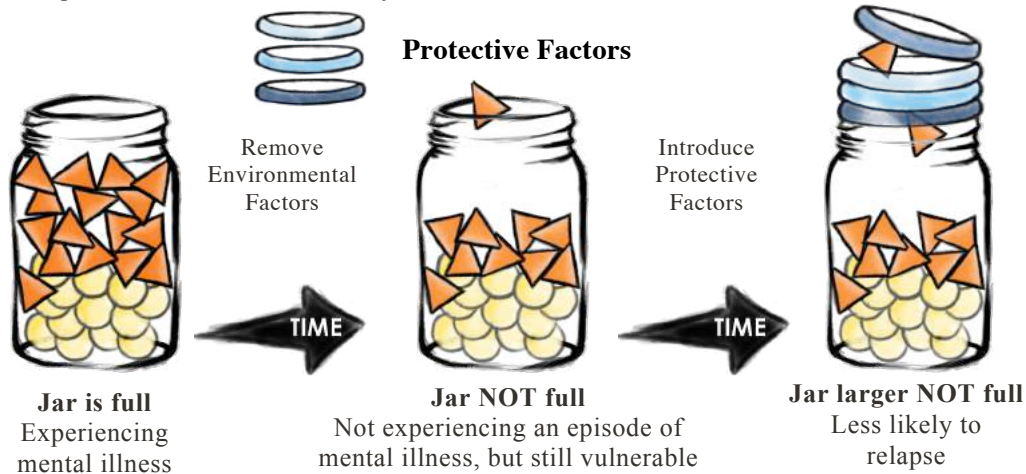 Protective Factors
Remove
Environmental
Factors
Introduce
Protective
Factors
TIME
TIME
Jar is full
Experiencing
mental illness
Jar NOT full
Not experiencing an episode of
mental illness, but still vulnerable
Jar larger NOT full
Less likely to
relapse